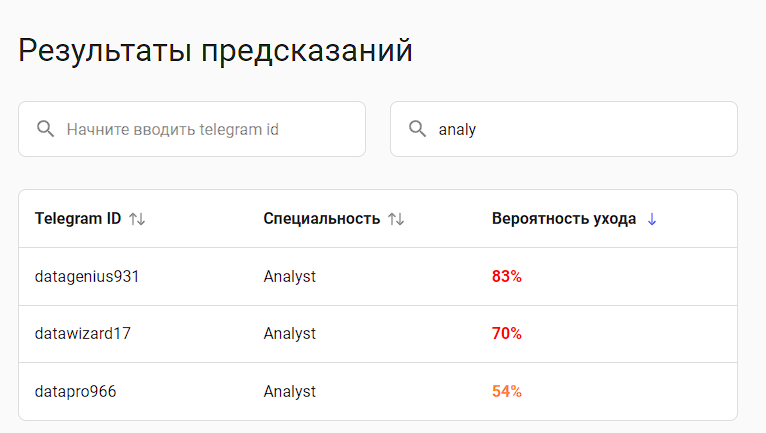 Результаты предсказаний
Начните вводить telegram id
analy
Telegram ID Специальность Вероятность ухода
datagenius931 Analyst 83%
datawizard17 Analyst 70%
datapro966 Analyst 54%